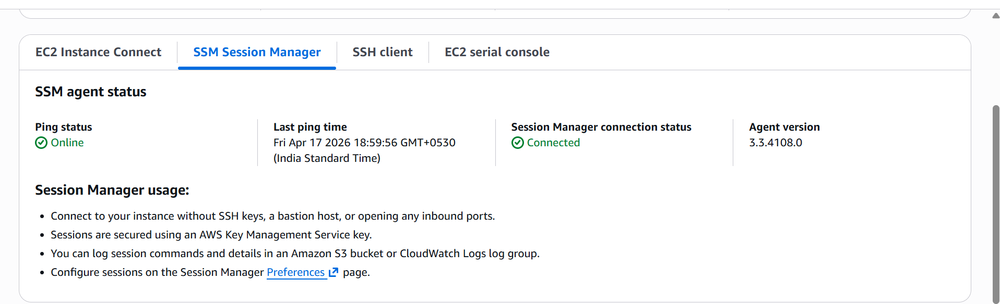 EC2 Instance Connect
SSM Session Manager
SSH client
EC2 serial console
SSM agent status
Ping status
Online
Last ping time
Fri Apr 17 2026 18:59:56 GMT+0530
(India Standard Time)
Session Manager connection status
Connected
Agent version
3.3.4108.0
Session Manager usage:
• Connect to your instance without SSH keys, a bastion host, or opening any inbound ports.
• Sessions are secured using an AWS Key Management Service key.
• You can log session commands and details in an Amazon S3 bucket or CloudWatch Logs log group.
• Configure sessions on the Session Manager Preferences page.